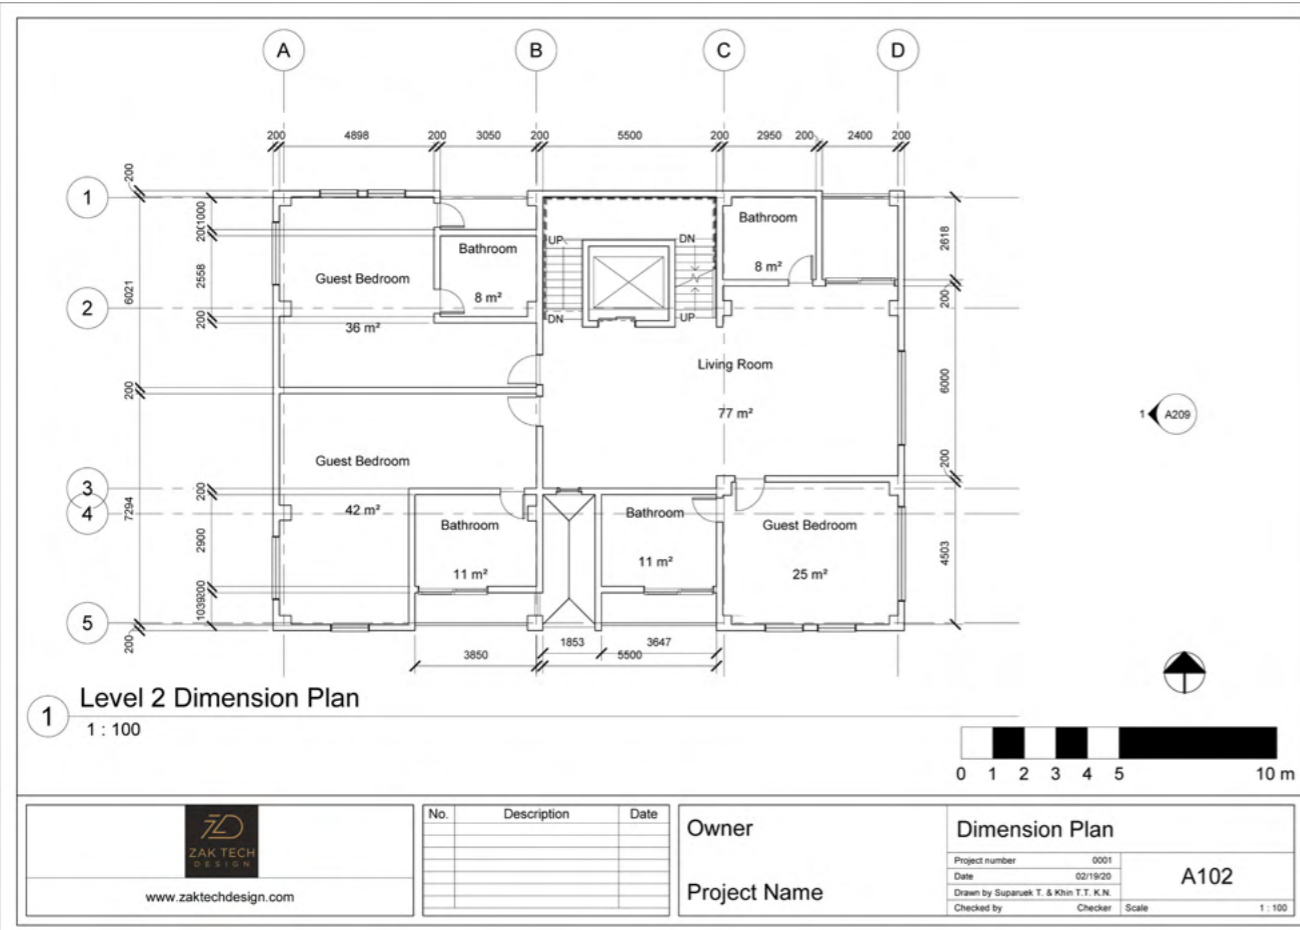 A B C D
200 4898 200 3050 200 5500 200 2950 200 2400 200
200
1
1000
200
Bathroom
Bathroom
2618
UP
DN
2558
Guest Bedroom
8 m²
8 m²
6021
2
200
200
DN
UP
36 m²
Living Room
200
6000
77 m²
1
A209
Guest Bedroom
200
3
200
4
42 m²
7294
Bathroom
Bathroom
Guest Bedroom
2900
11 m²
11 m²
25 m²
4503
200
1039
5
200
1853 3647
3850 5500
1
Level 2 Dimension Plan
1 : 100
0 1 2 3 4 5 10 m
ZD
ZAK TECH
DESIGN
www.zaktechdesign.com
No. Description Date
Owner
Project Name
Dimension Plan
Project number 0001
Date 02/19/20
Drawn by Suparuek T. & Khin T.T. K.N.
Checked by Checker
A102
Scale 1 : 100